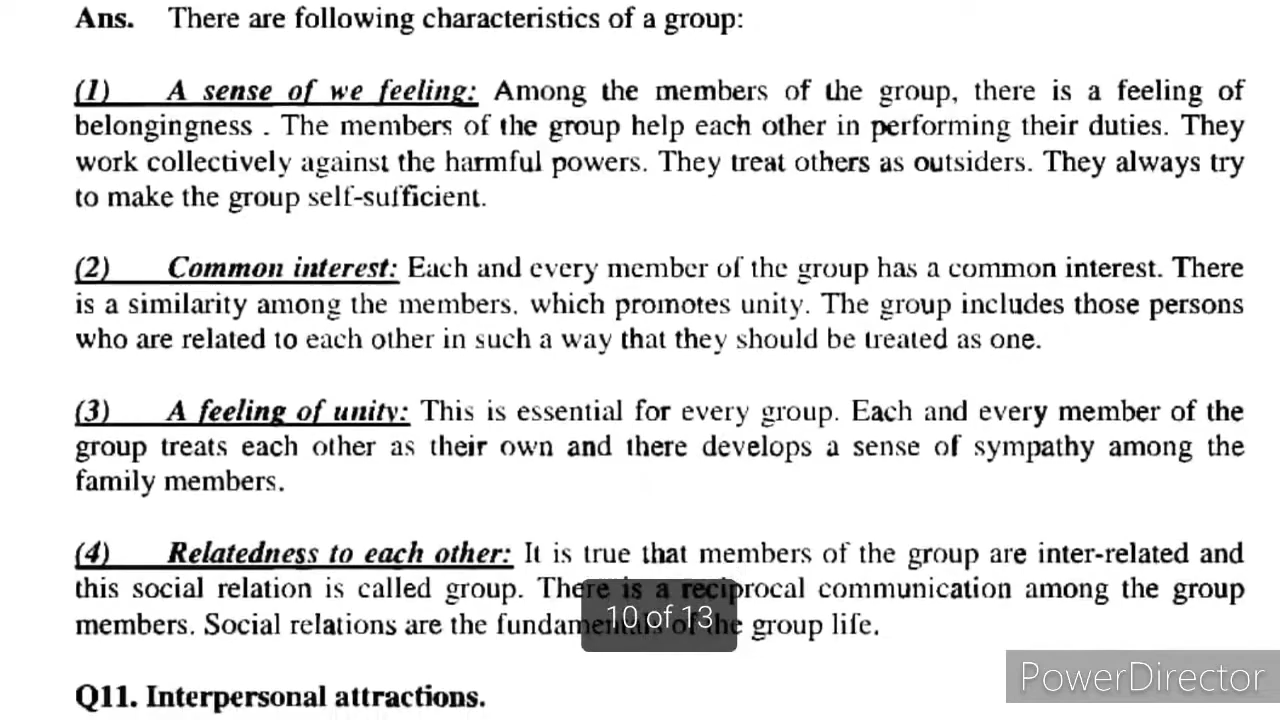 Ans. There are following characteristics of a group:
(1) A sense of we feeling: Among the members of the group, there is a feeling of
belongingness . The members of the group help each other in performing their duties. They
work collectively against the harmful powers. They treat others as outsiders. They always try
to make the group self-sufficient.
(2) Common interest: Each and every member of the group has a common interest. There
is a similarity among the members, which promotes unity. The group includes those persons
who are related to each other in such a way that they should be treated as one.
(3) A feeling of unity: This is essential for every group. Each and every member of the
group treats each other as their own and there develops a sense of sympathy among the
family members.
(4) Relatedness to each other: It is true that members of the group are inter-related and
this social relation is called group. There is a reciprocal communication among the group
members. Social relations are the fundamentals of the group life.
10 of 13
PowerDirector
Q11. Interpersonal attractions.